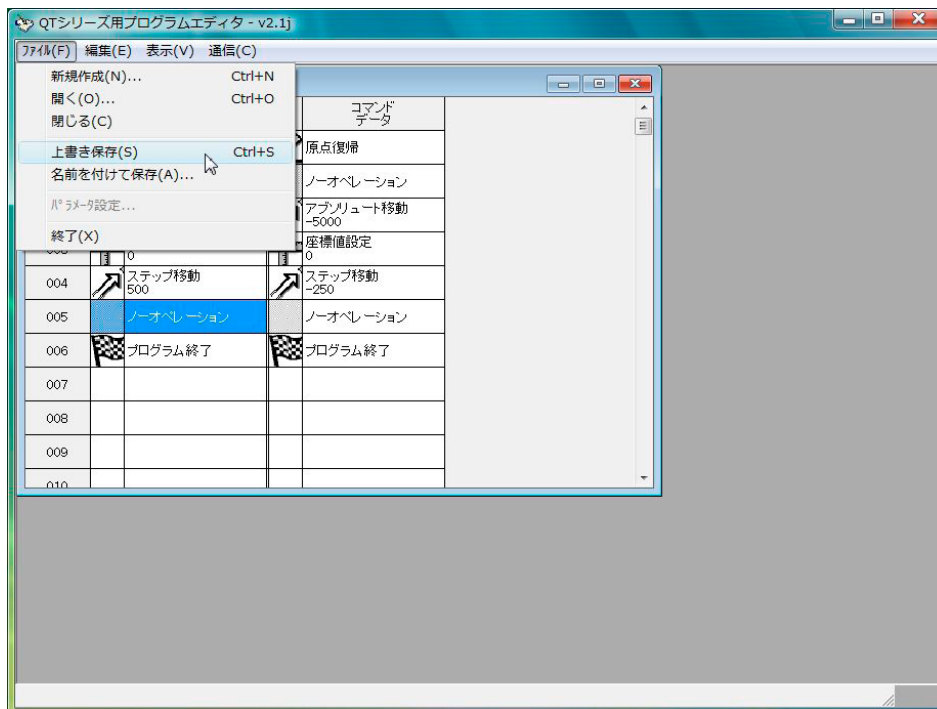 QTシリーズ用プログラムエディタ - v2.1j
ファイル(F) 編集(E) 表示(V) 通信(C)
新規作成(N)... Ctrl+N
開く(O)... Ctrl+O
閉じる(C)
上書き保存(S) Ctrl+S
名前を付けて保存(A)...
パラメータ設定...
終了(X)
コマンド
データ
原点復帰
ノーオペレーション
アブソリュート移動
-5000
座標値設定
0
0
004 ステップ移動 ステップ移動
500 -250
005 ノーオペレーション ノーオペレーション
006 プログラム終了 プログラム終了
007
008
009
010